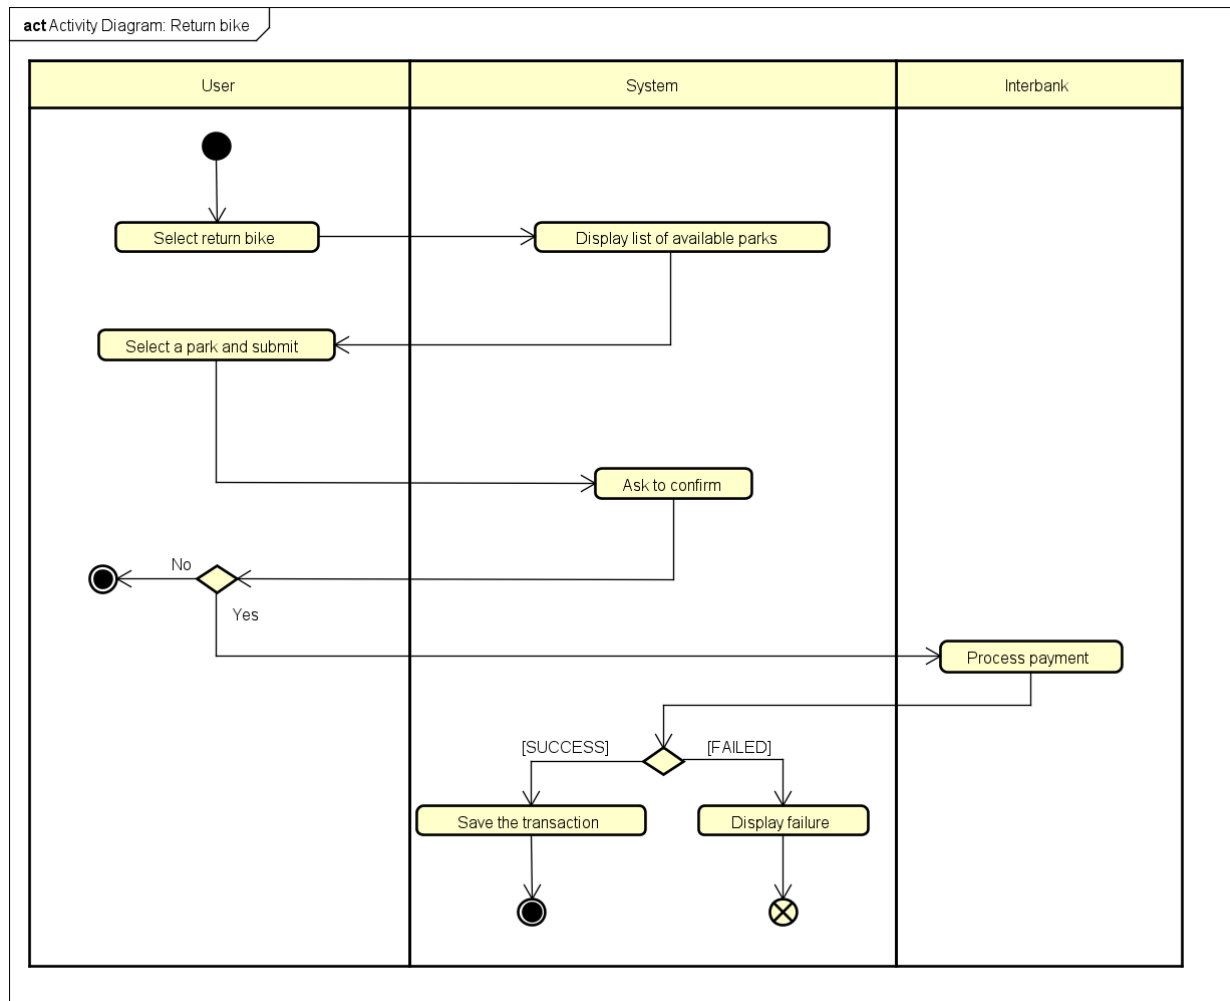 act Activity Diagram: Return bike
User
System
Interbank
Select return bike
Display list of available parks
Select a park and submit
Ask to confirm
No
Yes
Process payment
[SUCCESS]
[FAILED]
Save the transaction
Display failure